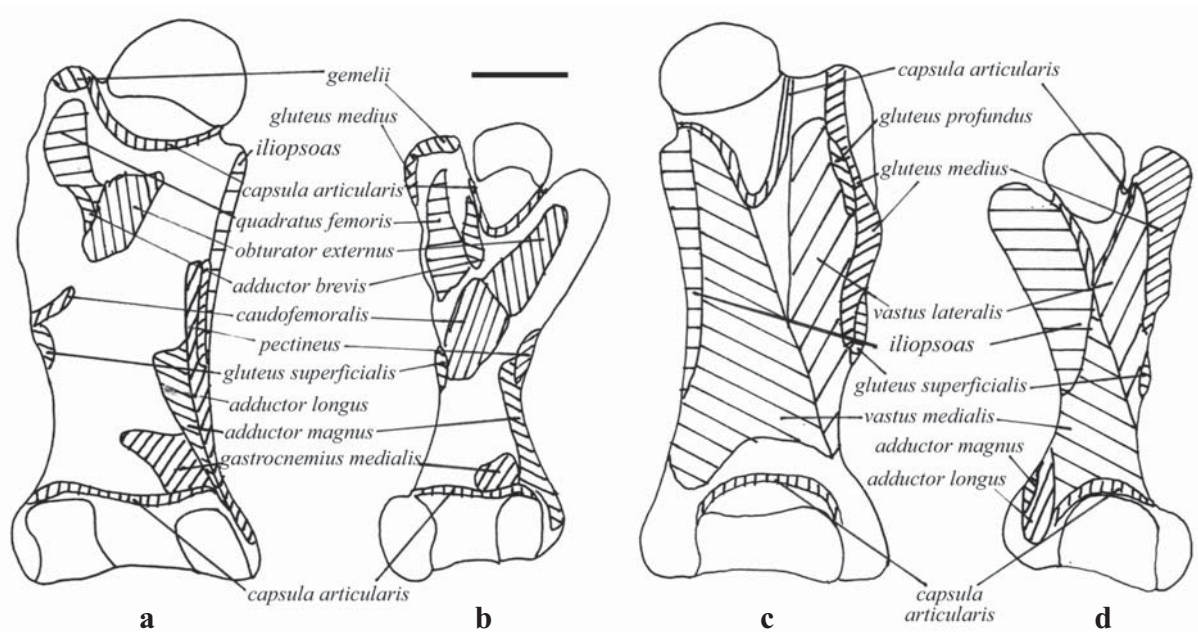 gemelii
gluteus medius
iliopsoas
capsula articularis
quadratus femoris
obturator externus
adductor brevis
caudofemoralis
pectineus
gluteus superficialis
adductor longus
adductor magnus
gastrocnemius medialis
capsula articularis
capsula articularis
gluteus profundus
gluteus medius
vastus lateralis
iliopsoas
gluteus superficialis
vastus medialis
adductor magnus
adductor longus
capsula
articularis
a b c d